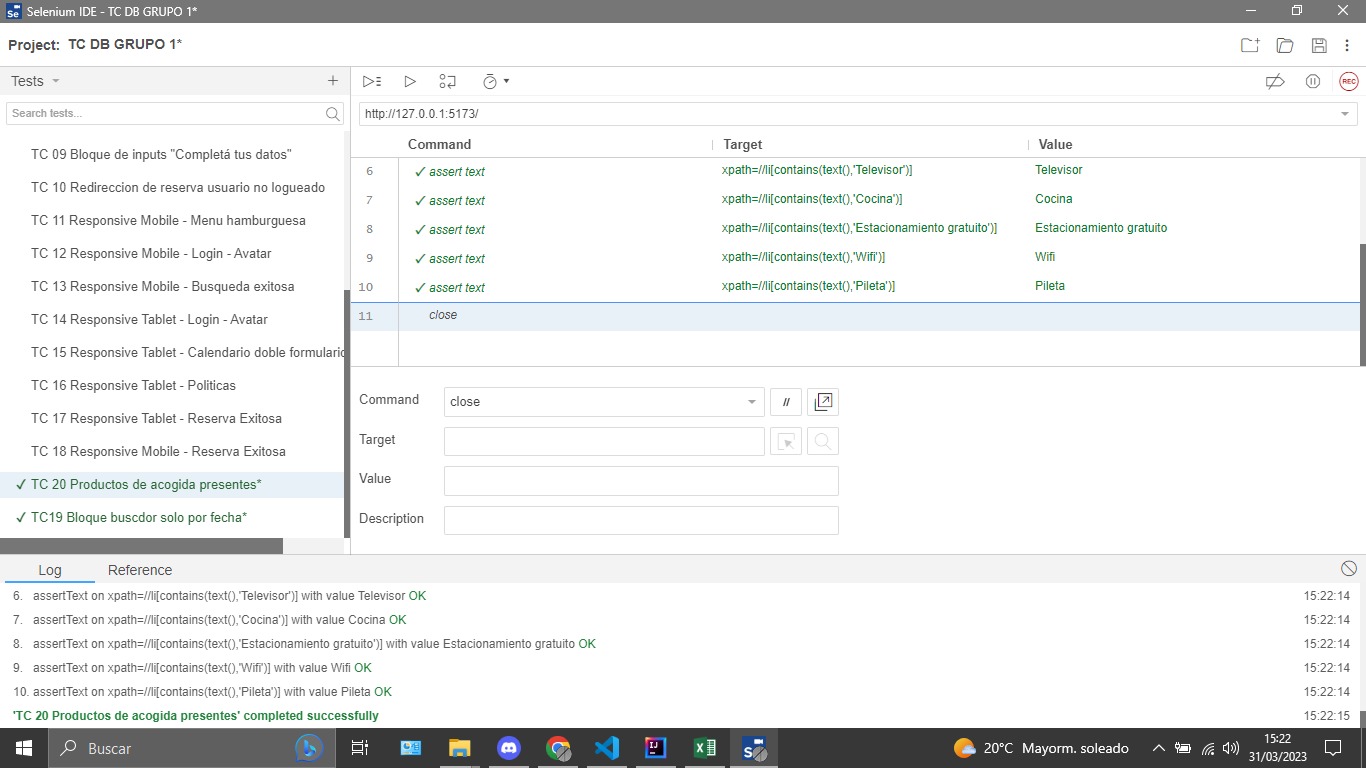 Selenium IDE - TC DB GRUPO 1*
Project: TC DB GRUPO 1*
Tests
Search tests...
TC 09 Bloque de inputs "Completá tus datos"
TC 10 Redireccion de reserva usuario no logueado
TC 11 Responsive Mobile - Menu hamburguesa
TC 12 Responsive Mobile - Login - Avatar
TC 13 Responsive Mobile - Busqueda exitosa
TC 14 Responsive Tablet - Login - Avatar
TC 15 Responsive Tablet - Calendario doble formulario
TC 16 Responsive Tablet - Politicas
TC 17 Responsive Tablet - Reserva Exitosa
TC 18 Responsive Mobile - Reserva Exitosa
✓ TC 20 Productos de acogida presentes*
✓ TC19 Bloque buscdor solo por fecha*
REC
http://127.0.0.1:5173/
Command Target Value
6 ✓ assert text xpath=//li[contains(text(),'Televisor')] Televisor
7 ✓ assert text xpath=//li[contains(text(),'Cocina')] Cocina
8 ✓ assert text xpath=//li[contains(text(),'Estacionamiento gratuito')] Estacionamiento gratuito
9 ✓ assert text xpath=//li[contains(text(),'Wifi')] Wifi
10 ✓ assert text xpath=//li[contains(text(),'Pileta')] Pileta
11 close
Command close //
Target
Value
Description
Log Reference
6. assertText on xpath=//li[contains(text(),'Televisor')] with value Televisor OK 15:22:14
7. assertText on xpath=//li[contains(text(),'Cocina')] with value Cocina OK 15:22:14
8. assertText on xpath=//li[contains(text(),'Estacionamiento gratuito')] with value Estacionamiento gratuito OK 15:22:14
9. assertText on xpath=//li[contains(text(),'Wifi')] with value Wifi OK 15:22:14
10. assertText on xpath=//li[contains(text(),'Pileta')] with value Pileta OK 15:22:14
'TC 20 Productos de acogida presentes' completed successfully 15:22:15
Buscar
20°C Mayorm. soleado
15:22
31/03/2023